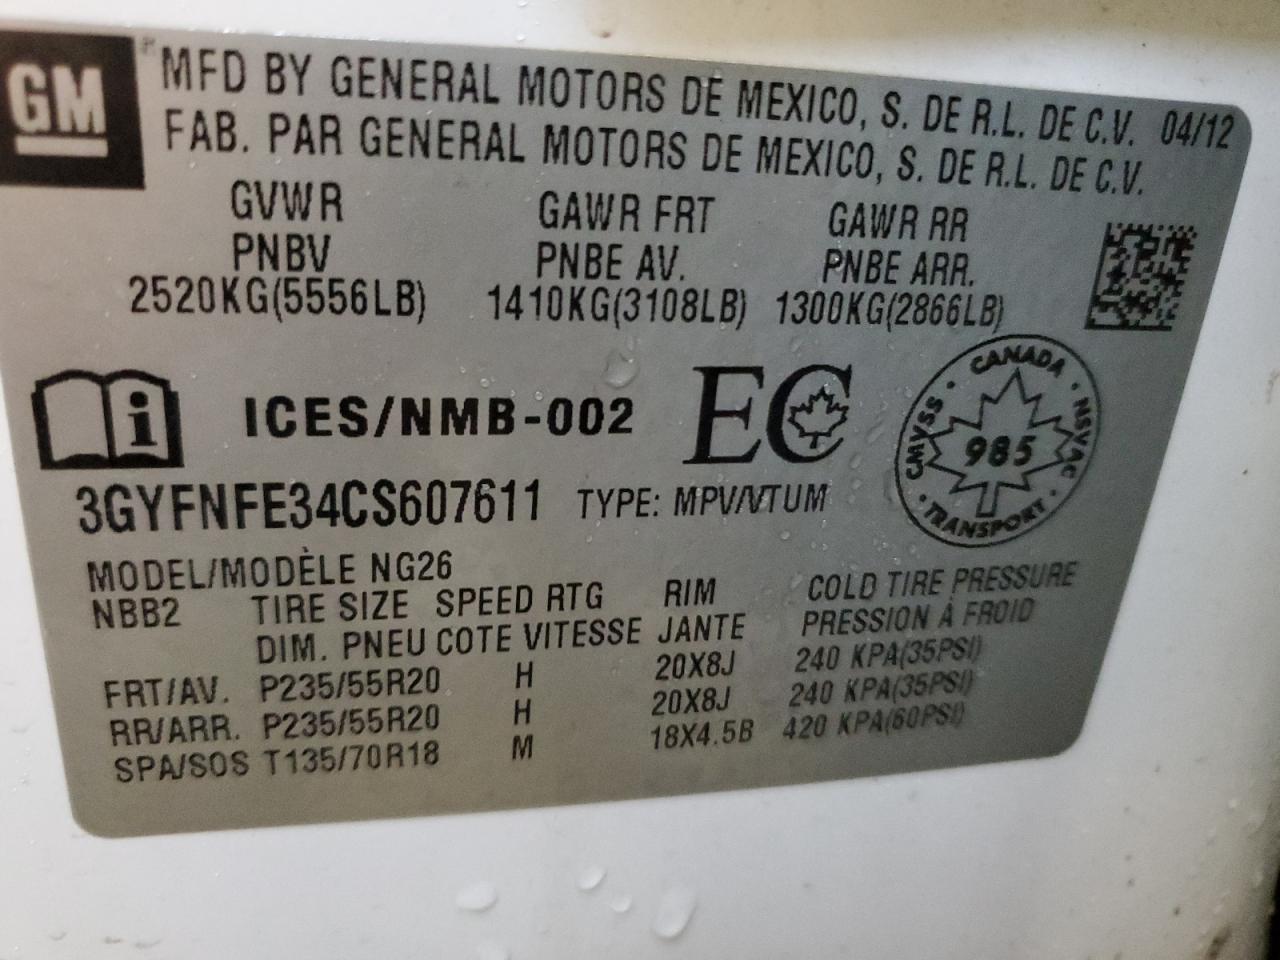 GM
MFD BY GENERAL MOTORS DE MEXICO, S. DE R.L. DE C.V. 04/12
FAB. PAR GENERAL MOTORS DE MEXICO, S. DE R.L. DE C.V.
GVWR GAWR FRT GAWR RR
PNBV PNBE AV. PNBE ARR.
2520KG(5556LB) 1410KG(3108LB) 1300KG(2866LB)
ICES/NMB-002 EC
CANADA
CMVSS · 985 · NSVAC
TRANSPORT
3GYFNFE34CS607611 TYPE: MPV/VTUM
MODEL/MODÈLE NG26
NBB2 TIRE SIZE SPEED RTG RIM COLD TIRE PRESSURE
DIM. PNEU COTE VITESSE JANTE PRESSION À FROID
FRT/AV. P235/55R20 H 20X8J 240 KPA(35PSI)
RR/ARR. P235/55R20 H 20X8J 240 KPA(35PSI)
SPA/SOS T135/70R18 M 18X4.5B 420 KPA(60PSI)